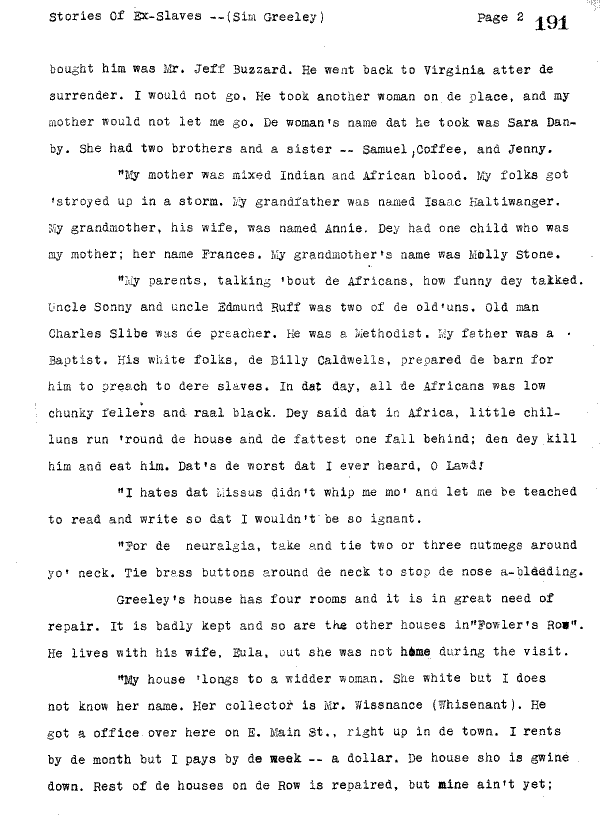 Stories Of Ex-Slaves --(Sim Greeley) Page 2 191
bought him was Mr. Jeff Buzzard. He went back to Virginia atter de
surrender. I would not go. He took another woman on de place, and my
mother would not let me go. De woman's name dat he took was Sara Dan-
by. She had two brothers and a sister -- Samuel,Coffee, and Jenny.
"My mother was mixed Indian and African blood. My folks got
'stroyed up in a storm. My grandfather was named Isaac Haltiwanger.
My grandmother, his wife, was named Annie. Dey had one child who was
my mother; her name Frances. My grandmother's name was Molly Stone.
"My parents, talking 'bout de Africans, how funny dey talked.
Uncle Sonny and uncle Edmund Ruff was two of de old'uns. Old man
Charles Slibe was de preacher. He was a Methodist. My father was a
Baptist. His white folks, de Billy Caldwells, prepared de barn for
him to preach to dere slaves. In dat day, all de Africans was low
chunky fellers and raal black. Dey said dat in Africa, little chil-
luns run 'round de house and de fattest one fall behind; den dey kill
him and eat him. Dat's de worst dat I ever heard, O Lawd!
"I hates dat Missus didn't whip me mo' and let me be teached
to read and write so dat I wouldn't be so ignant.
"For de neuralgia, take and tie two or three nutmegs around
yo' neck. Tie brass buttons around de neck to stop de nose a-bleeding.
Greeley's house has four rooms and it is in great need of
repair. It is badly kept and so are the other houses in"Fowler's Row".
He lives with his wife, Eula, but she was not home during the visit.
"My house 'longs to a widder woman. She white but I does
not know her name. Her collector is Mr. Wissnance (Whisenant). He
got a office over here on E. Main St., right up in de town. I rents
by de month but I pays by de week -- a dollar. De house sho is gwine
down. Rest of de houses on de Row is repaired, but mine ain't yet;